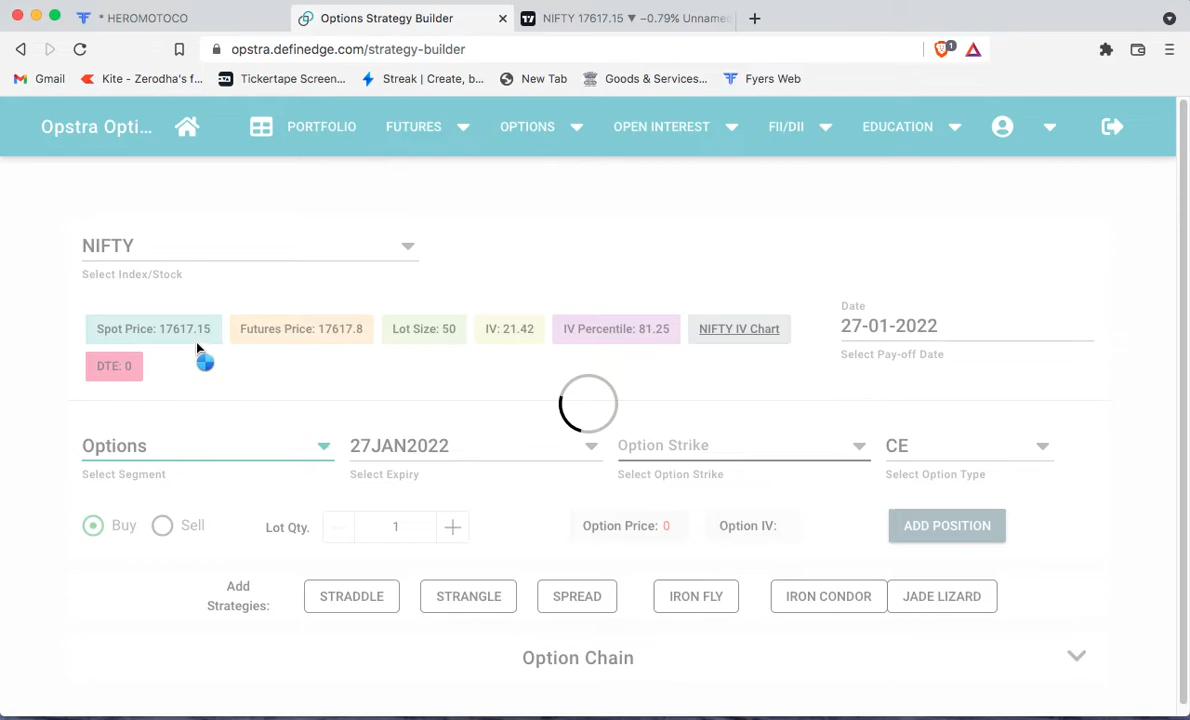 * HEROMOTOCO
Options Strategy Builder
NIFTY 17617.15 ▼ −0.79% Unname
opstra.definedge.com/strategy-builder
1
Gmail
Kite - Zerodha's f...
Tickertape Screen...
Streak | Create, b...
New Tab
Goods & Services...
Fyers Web
Opstra Opti...
PORTFOLIO
FUTURES
OPTIONS
OPEN INTEREST
FII/DII
EDUCATION
NIFTY
Select Index/Stock
Spot Price: 17617.15
Futures Price: 17617.8
Lot Size: 50
IV: 21.42
IV Percentile: 81.25
NIFTY IV Chart
DTE: 0
Date
27-01-2022
Select Pay-off Date
Options
Select Segment
27JAN2022
Select Expiry
Option Strike
Select Option Strike
CE
Select Option Type
Buy
Sell
Lot Qty.
1
Option Price: 0
Option IV:
ADD POSITION
Add
Strategies:
STRADDLE
STRANGLE
SPREAD
IRON FLY
IRON CONDOR
JADE LIZARD
Option Chain